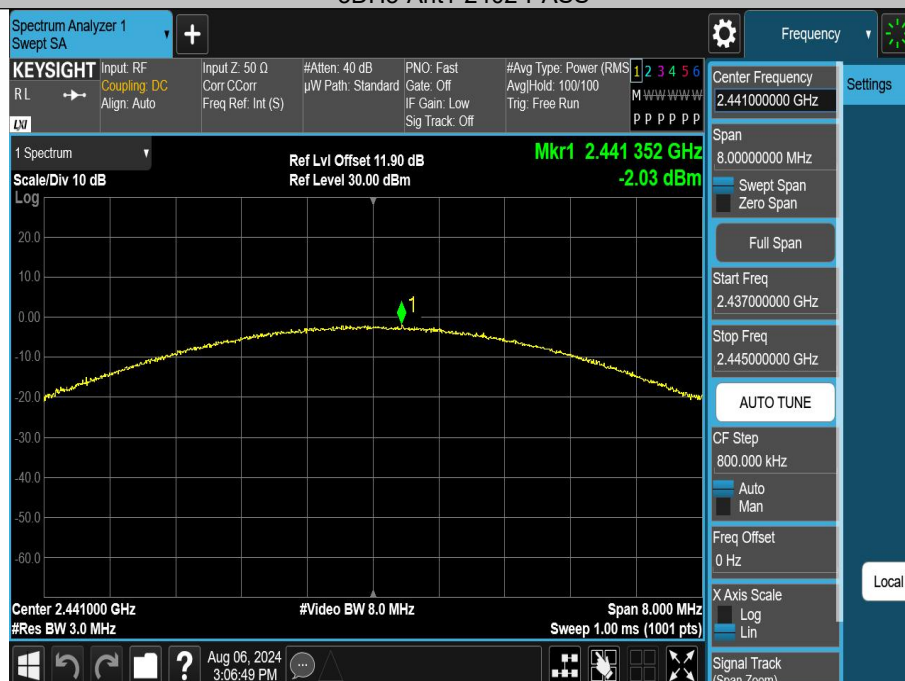 Spectrum Analyzer 1
Swept SA
+
Frequency
KEYSIGHT
RL
LXI
Input: RF
Coupling: DC
Align: Auto
Input Z: 50 Ω
Corr CCorr
Freq Ref: Int (S)
#Atten: 40 dB
µW Path: Standard
PNO: Fast
Gate: Off
IF Gain: Low
Sig Track: Off
#Avg Type: Power (RMS
Avg|Hold: 100/100
Trig: Free Run
1 2 3 4 5 6
M W W W W W
P P P P P P
Center Frequency
2.441000000 GHz
Settings
Span
8.00000000 MHz
Swept Span
Zero Span
Full Span
Start Freq
2.437000000 GHz
Stop Freq
2.445000000 GHz
AUTO TUNE
CF Step
800.000 kHz
Auto
Man
Freq Offset
0 Hz
X Axis Scale
Log
Lin
Signal Track
(Span Zoom)
Local
1 Spectrum
Scale/Div 10 dB
Log
Ref Lvl Offset 11.90 dB
Ref Level 30.00 dBm
Mkr1 2.441 352 GHz
-2.03 dBm
20.0
10.0
0.00
-10.0
-20.0
-30.0
-40.0
-50.0
-60.0
1
Center 2.441000 GHz
#Res BW 3.0 MHz
#Video BW 8.0 MHz
Span 8.000 MHz
Sweep 1.00 ms (1001 pts)
?
Aug 06, 2024
3:06:49 PM